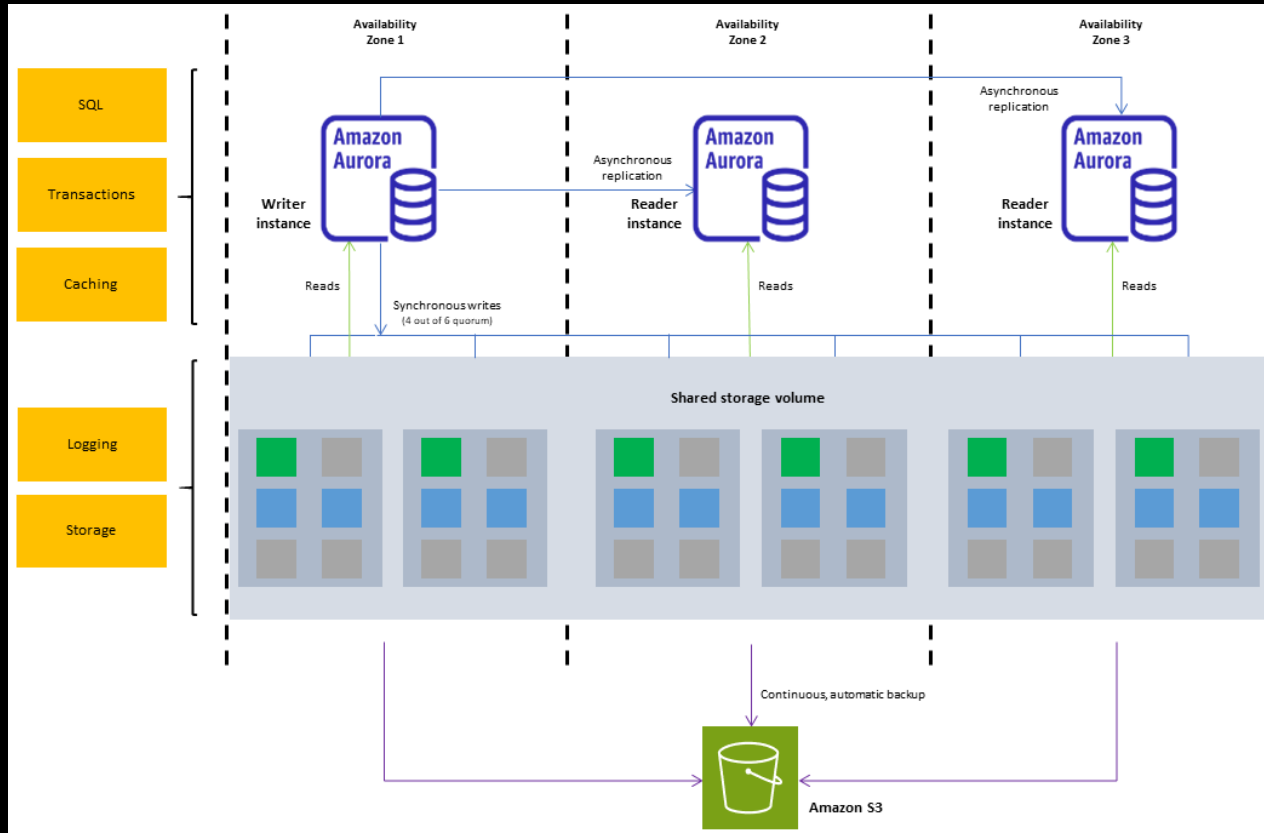 Availability
Zone 1
Availability
Zone 2
Availability
Zone 3
SQL
Transactions
Caching
Asynchronous
replication
Amazon
Aurora
Writer
instance
Asynchronous
replication
Amazon
Aurora
Reader
instance
Amazon
Aurora
Reader
instance
Reads
Synchronous writes
(4 out of 6 quorum)
Reads
Reads
Logging
Storage
Shared storage volume
Continuous, automatic backup
Amazon S3